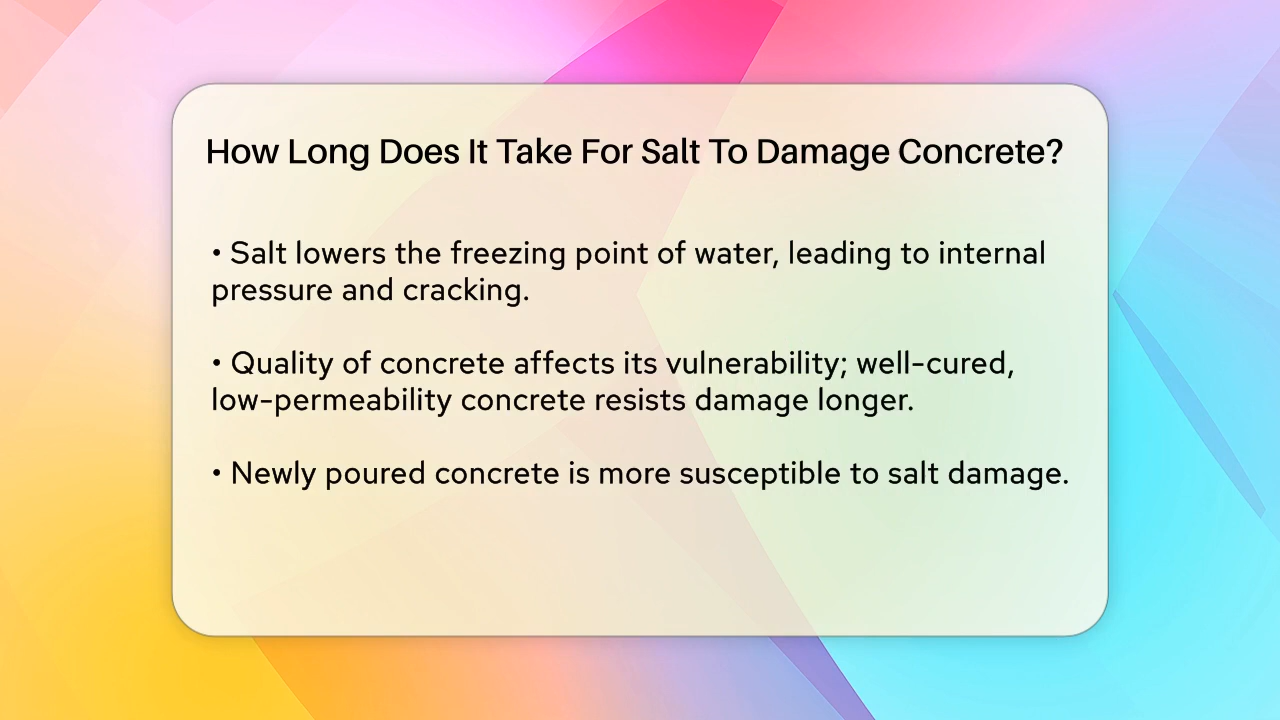 How Long Does It Take For Salt To Damage Concrete?
• Salt lowers the freezing point of water, leading to internal
pressure and cracking.
• Quality of concrete affects its vulnerability; well-cured,
low-permeability concrete resists damage longer.
• Newly poured concrete is more susceptible to salt damage.